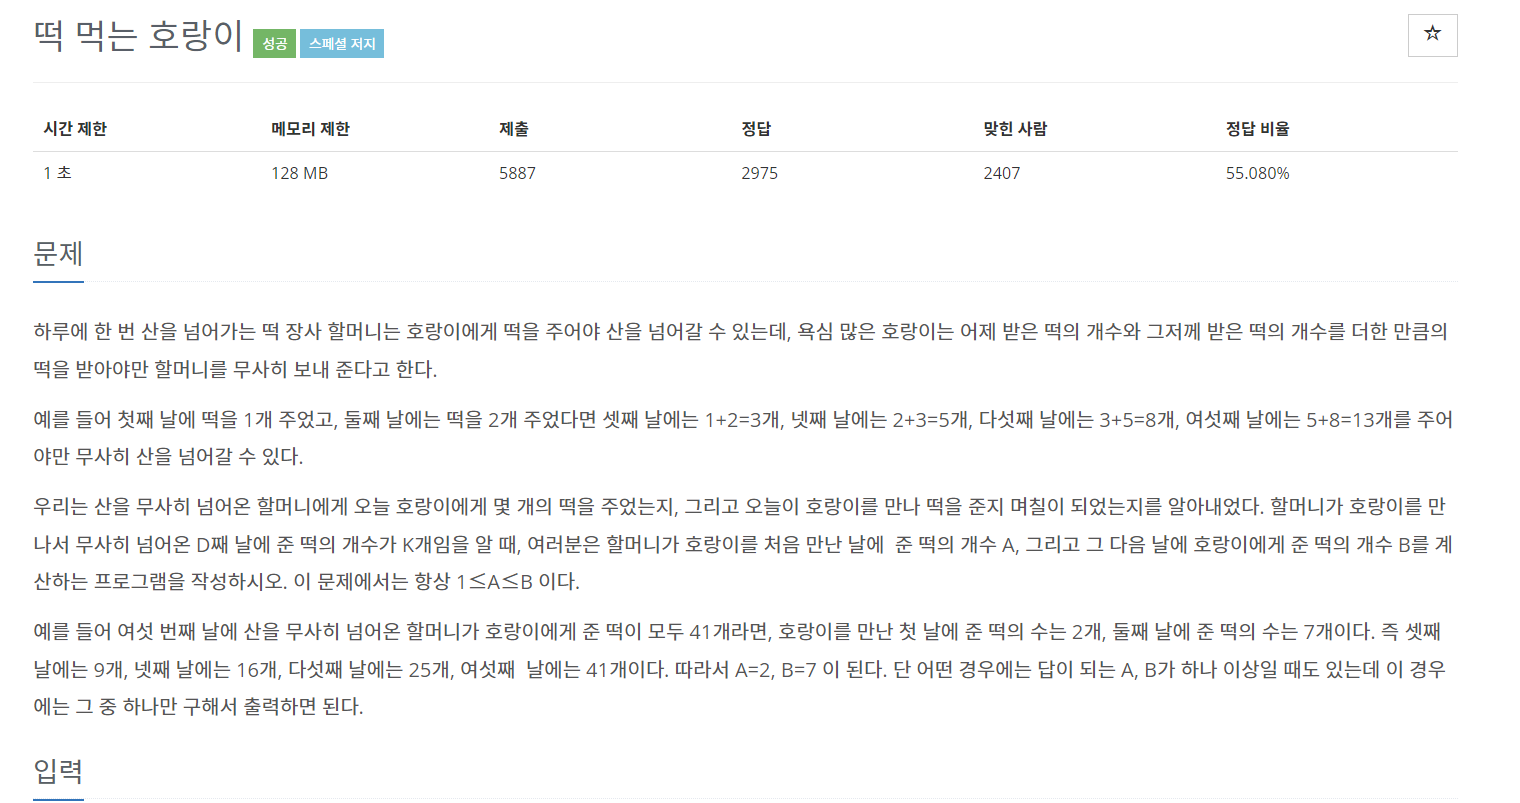 떡 먹는 호랑이 성공 스페셜 저지
☆
시간 제한 메모리 제한 제출 정답 맞힌 사람 정답 비율
1 초 128 MB 5887 2975 2407 55.080%
문제
하루에 한 번 산을 넘어가는 떡 장사 할머니는 호랑이에게 떡을 주어야 산을 넘어갈 수 있는데, 욕심 많은 호랑이는 어제 받은 떡의 개수와 그저께 받은 떡의 개수를 더한 만큼의
떡을 받아야만 할머니를 무사히 보내 준다고 한다.
예를 들어 첫째 날에 떡을 1개 주었고, 둘째 날에는 떡을 2개 주었다면 셋째 날에는 1+2=3개, 넷째 날에는 2+3=5개, 다섯째 날에는 3+5=8개, 여섯째 날에는 5+8=13개를 주어
야만 무사히 산을 넘어갈 수 있다.
우리는 산을 무사히 넘어온 할머니에게 오늘 호랑이에게 몇 개의 떡을 주었는지, 그리고 오늘이 호랑이를 만나 떡을 준지 며칠이 되었는지를 알아내었다. 할머니가 호랑이를 만
나서 무사히 넘어온 D째 날에 준 떡의 개수가 K개임을 알 때, 여러분은 할머니가 호랑이를 처음 만난 날에 준 떡의 개수 A, 그리고 그 다음 날에 호랑이에게 준 떡의 개수 B를 계
산하는 프로그램을 작성하시오. 이 문제에서는 항상 1≤A≤B 이다.
예를 들어 여섯 번째 날에 산을 무사히 넘어온 할머니가 호랑이에게 준 떡이 모두 41개라면, 호랑이를 만난 첫 날에 준 떡의 수는 2개, 둘째 날에 준 떡의 수는 7개이다. 즉 셋째
날에는 9개, 넷째 날에는 16개, 다섯째 날에는 25개, 여섯째 날에는 41개이다. 따라서 A=2, B=7 이 된다. 단 어떤 경우에는 답이 되는 A, B가 하나 이상일 때도 있는데 이 경우
에는 그 중 하나만 구해서 출력하면 된다.
입력